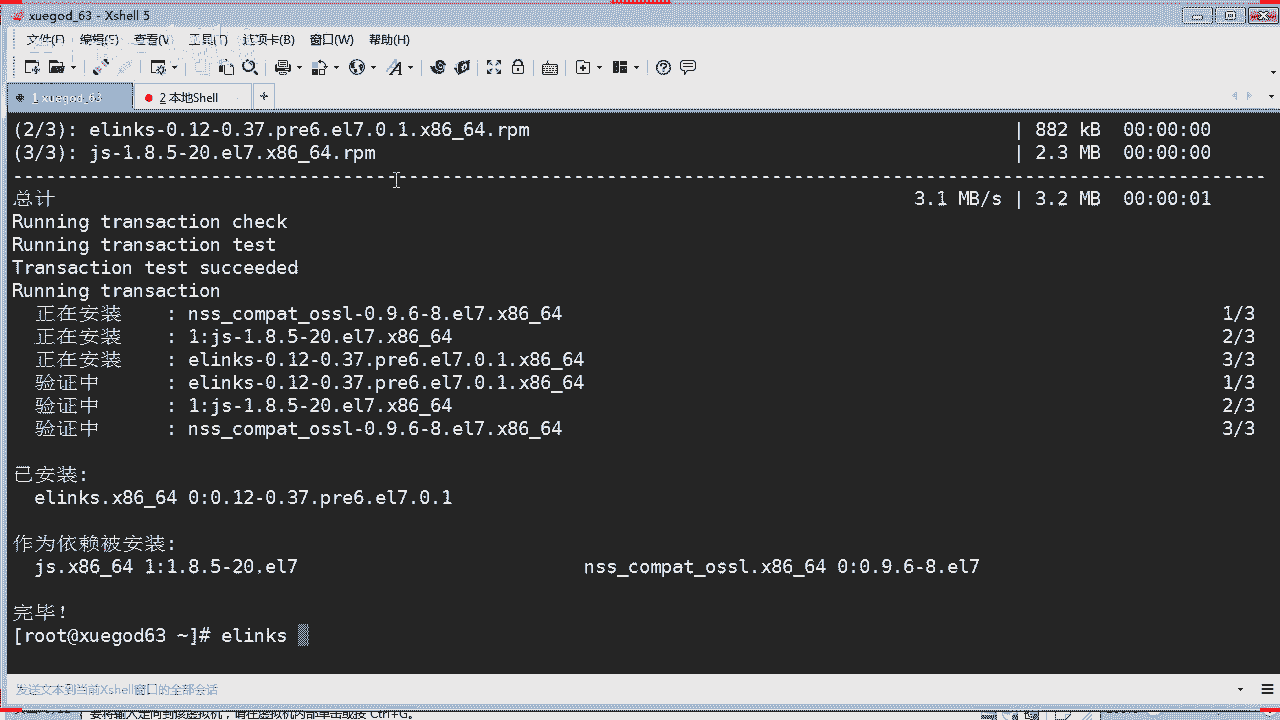 xuegod_63 - Xshell 5
文件(F) 编辑(E) 查看(V) 工具(T) 选项卡(B) 窗口(W) 帮助(H)
1 xuegod_63 2 本地Shell +
(2/3): elinks-0.12-0.37.pre6.el7.0.1.x86_64.rpm | 882 kB 00:00:00
(3/3): js-1.8.5-20.el7.x86_64.rpm | 2.3 MB 00:00:00
--------------------------------------------------------------------------------
总计 3.1 MB/s | 3.2 MB 00:00:01
Running transaction check
Running transaction test
Transaction test succeeded
Running transaction
正在安装 : nss_compat_ossl-0.9.6-8.el7.x86_64 1/3
正在安装 : 1:js-1.8.5-20.el7.x86_64 2/3
正在安装 : elinks-0.12-0.37.pre6.el7.0.1.x86_64 3/3
验证中 : elinks-0.12-0.37.pre6.el7.0.1.x86_64 1/3
验证中 : 1:js-1.8.5-20.el7.x86_64 2/3
验证中 : nss_compat_ossl-0.9.6-8.el7.x86_64 3/3
已安装:
elinks.x86_64 0:0.12-0.37.pre6.el7.0.1
作为依赖被安装:
js.x86_64 1:1.8.5-20.el7 nss_compat_ossl.x86_64 0:0.9.6-8.el7
完毕！
[root@xuegod63 ~]# elinks
发送文本到当前Xshell窗口的全部会话
要将输入定向到该虚拟机，请在虚拟机内部单击或按 Ctrl+G。